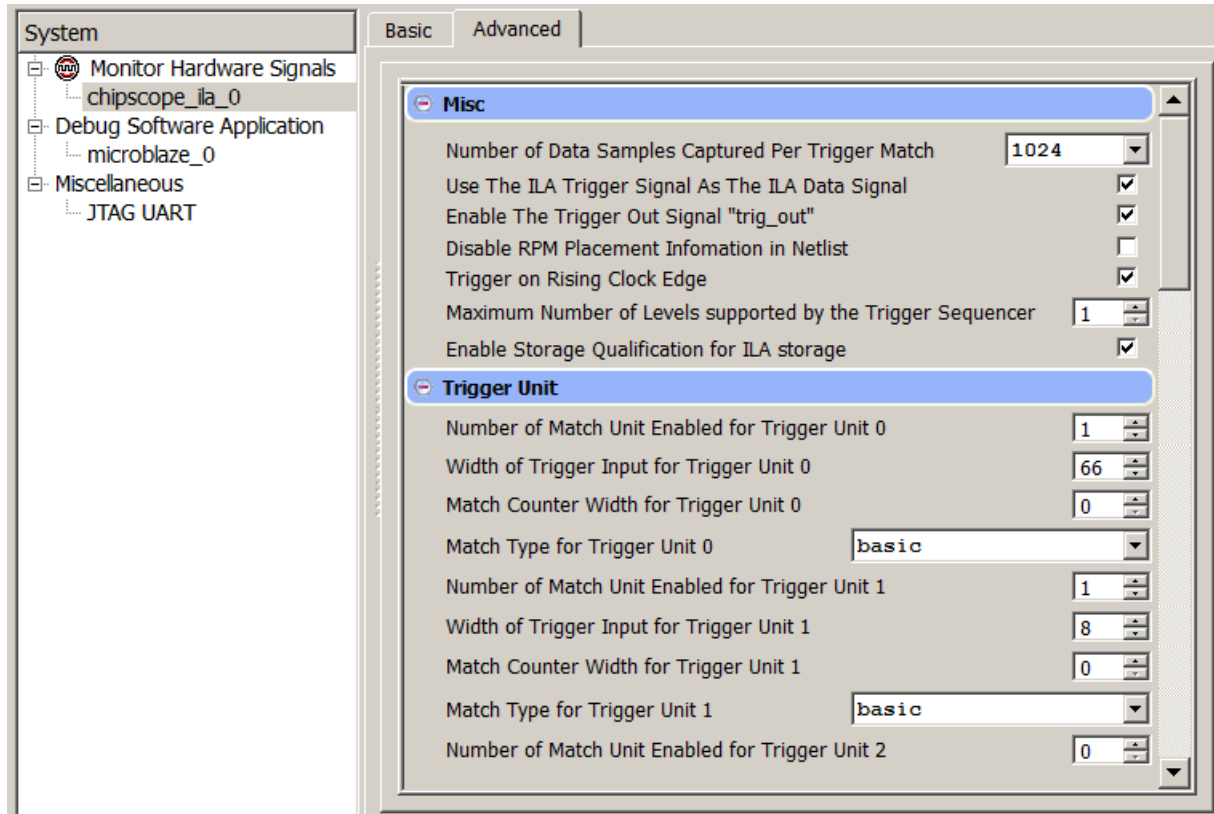 System
Monitor Hardware Signals
chipscope_ila_0
Debug Software Application
microblaze_0
Miscellaneous
JTAG UART
Basic Advanced
Misc
Number of Data Samples Captured Per Trigger Match 1024
Use The ILA Trigger Signal As The ILA Data Signal
Enable The Trigger Out Signal "trig_out"
Disable RPM Placement Infomation in Netlist
Trigger on Rising Clock Edge
Maximum Number of Levels supported by the Trigger Sequencer 1
Enable Storage Qualification for ILA storage
Trigger Unit
Number of Match Unit Enabled for Trigger Unit 0 1
Width of Trigger Input for Trigger Unit 0 66
Match Counter Width for Trigger Unit 0 0
Match Type for Trigger Unit 0 basic
Number of Match Unit Enabled for Trigger Unit 1 1
Width of Trigger Input for Trigger Unit 1 8
Match Counter Width for Trigger Unit 1 0
Match Type for Trigger Unit 1 basic
Number of Match Unit Enabled for Trigger Unit 2 0